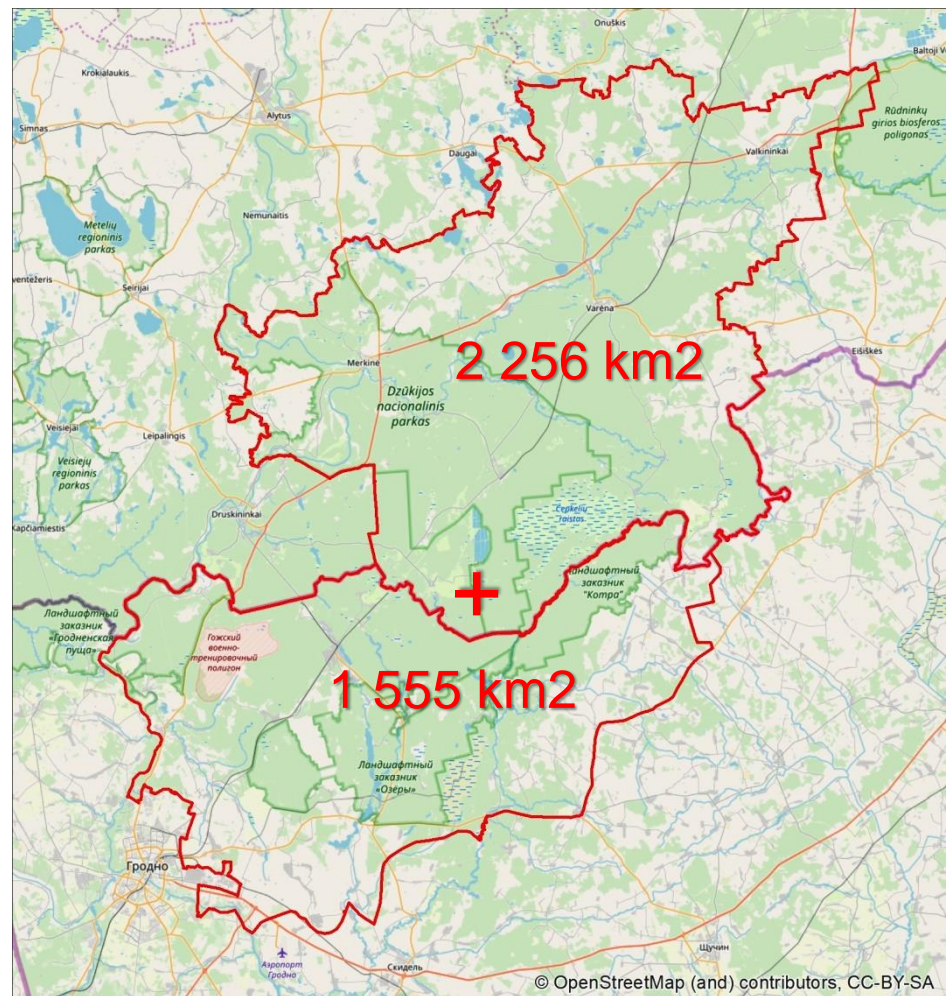 Onuškis
Baltoji V
Krokialaukis
Alytus
Rūdninkų
girios biosferos
poligonas
Simnas
Daugai
Valkininkai
Nemunaitis
Metelių
regioninis
parkas
ventežeris
Seirijai
Varėna
Merkinė
2 256 km2
Eišiškės
Dzūkijos
nacionalinis
parkas
Veisiejai
Leipalingis
Veisiejų
regioninis
parkas
Čepkelių
raistas
Kapčiamiestis
Druskininkai
Ландшафтный
заказник
"Котра"
+
Ландшафтный
заказник
«Гродненская
пуща»
Гожский
военно-
тренировочный
полигон
1 555 km2
Ландшафтный
заказник
«Озёры»
Гродно
Аэропорт
Гродно
Скидель
Щучин
© OpenStreetMap (and) contributors, CC-BY-SA